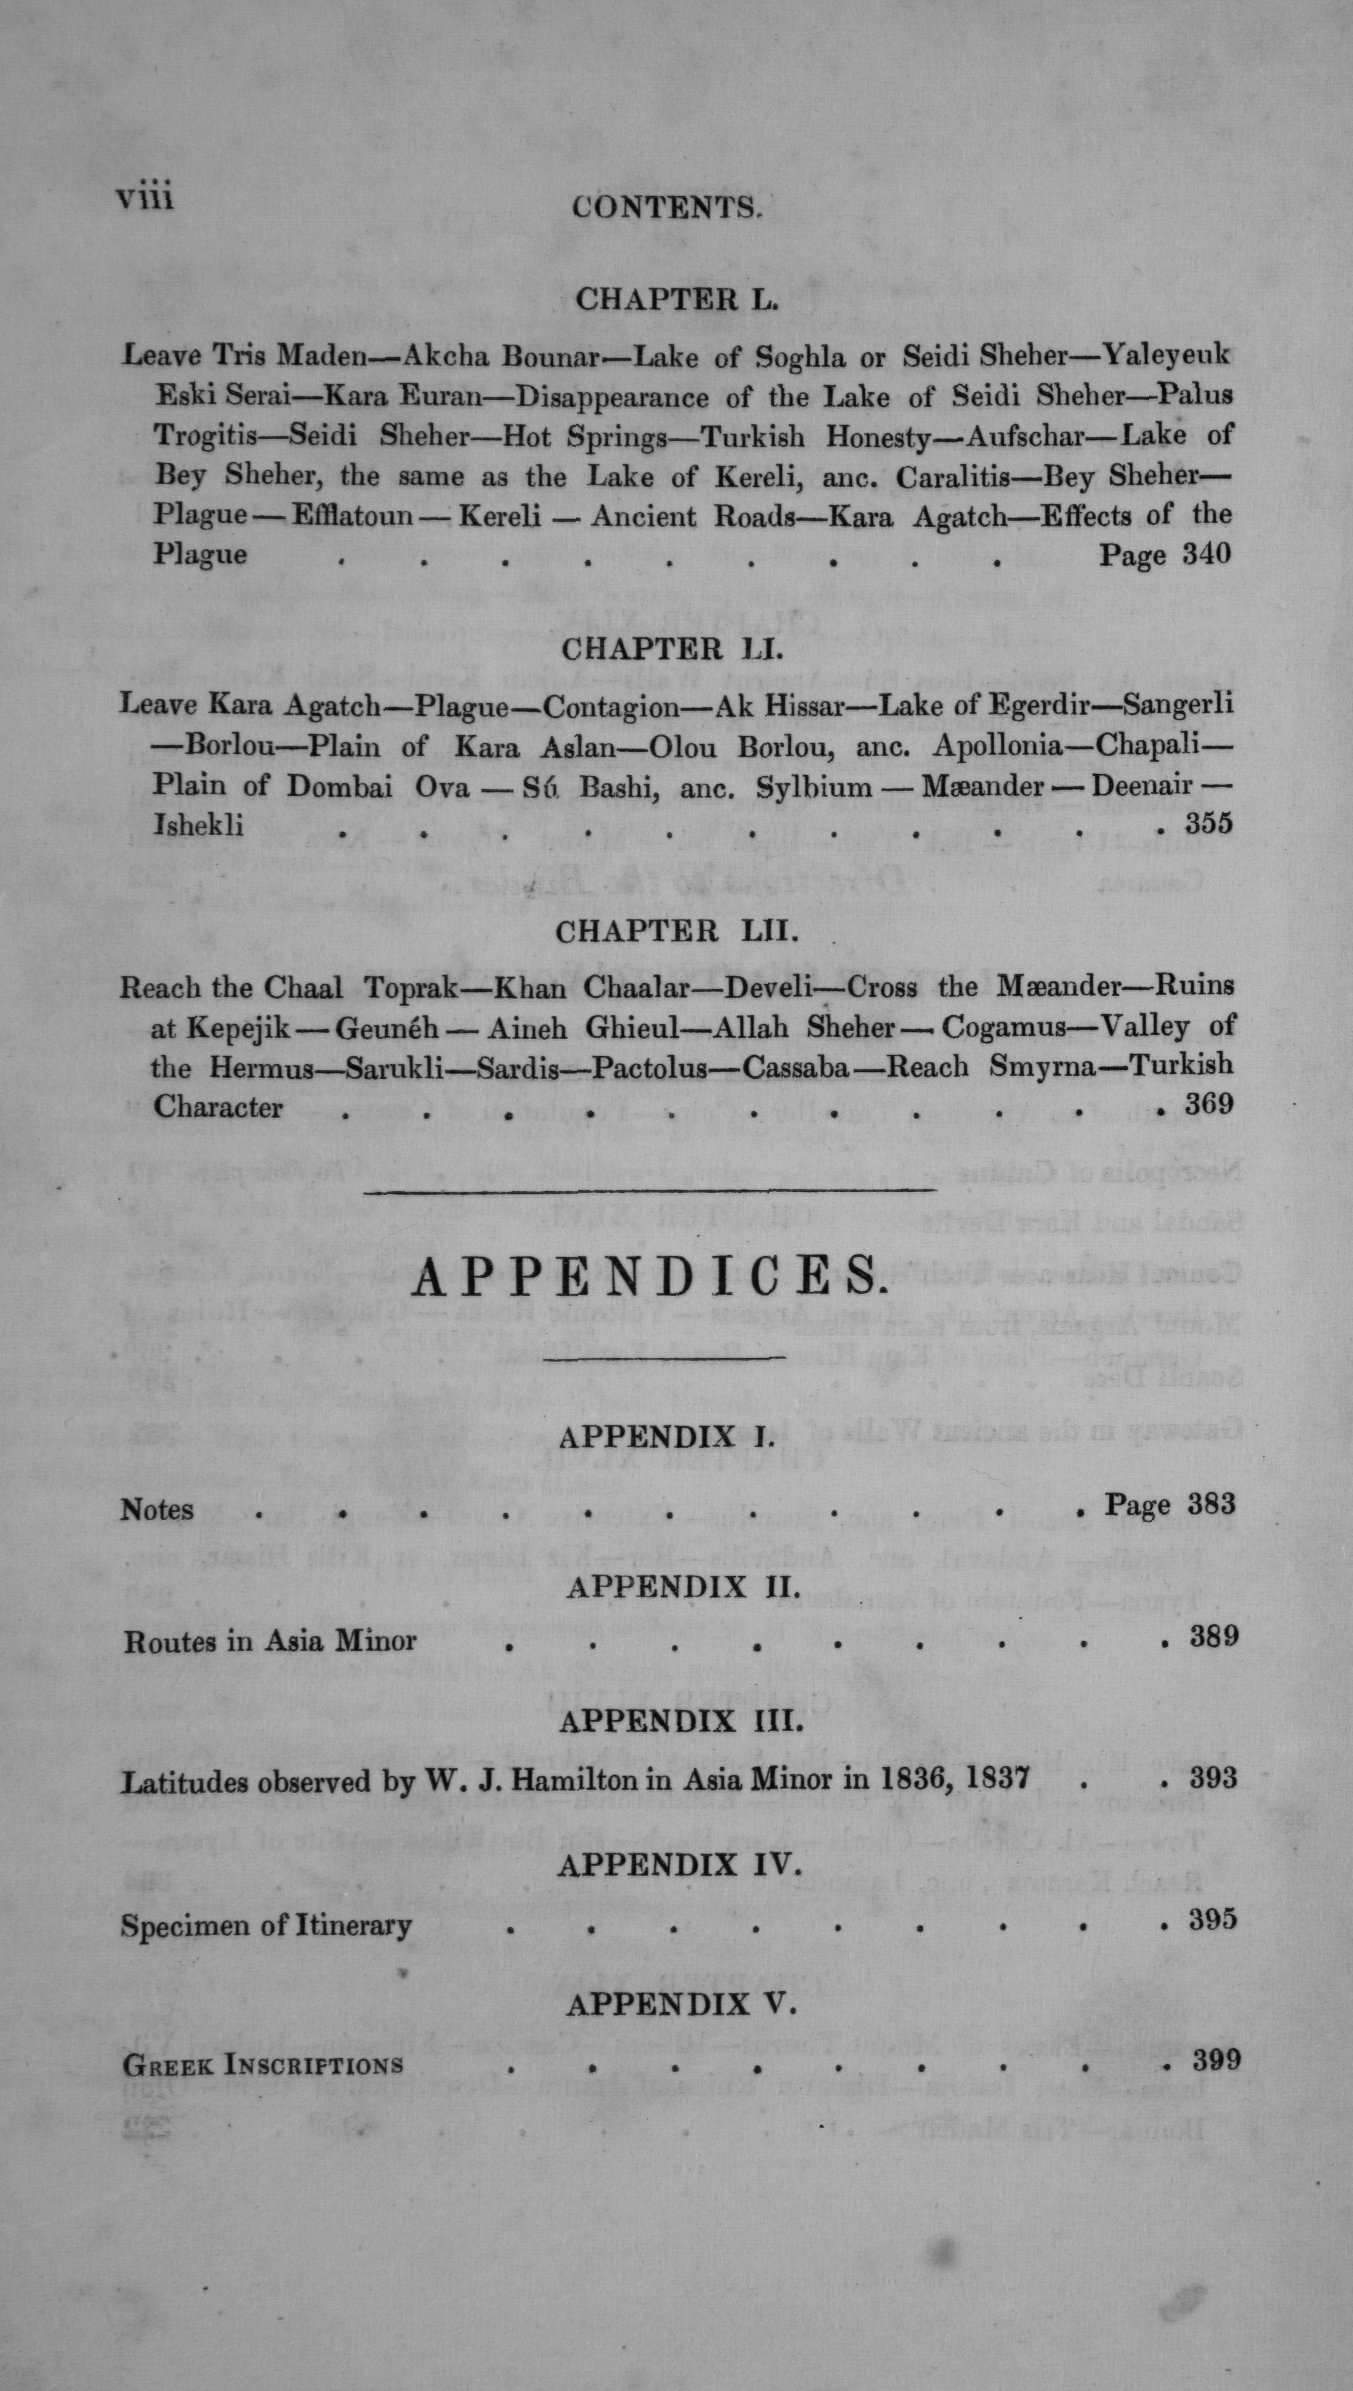 viii
CONTENTS.
CHAPTER L.
Leave Tris Maden—Akcha Bounar—Lake of Soghla or Seidi Sheher—Yaleyeuk
Eski Serai—Kara Euran—Disappearance of the Lake of Seidi Sheher—Palus
Trogitis—Seidi Sheher—Hot Springs—Turkish Honesty—Aufschar—Lake of
Bey Sheher, the same as the Lake of Kereli, anc. Caralitis—Bey Sheher—
Plague — Efflatoun — Kereli — Ancient Roads—Kara Agatch—Effects of the
Plague . . . . . . . . . Page 340
CHAPTER LI.
Leave Kara Agatch—Plague—Contagion—Ak Hissar—Lake of Egerdir—Sangerli
—Borlou—Plain of Kara Aslan—Olou Borlou, anc. Apollonia—Chapali—
Plain of Dombai Ova — Sú Bashi, anc. Sylbium — Mæander — Deenair —
Ishekli . . . . . . . . . . . 355
CHAPTER LII.
Reach the Chaal Toprak—Khan Chaalar—Develi—Cross the Mæander—Ruins
at Kepejik — Geunéh — Aineh Ghieul—Allah Sheher — Cogamus—Valley of
the Hermus—Sarukli—Sardis—Pactolus—Cassaba—Reach Smyrna—Turkish
Character . . . . . . . . . . . 369
APPENDICES.
APPENDIX I.
Notes . . . . . . . . . . . Page 383
APPENDIX II.
Routes in Asia Minor . . . . . . . . . 389
APPENDIX III.
Latitudes observed by W. J. Hamilton in Asia Minor in 1836, 1837 . . 393
APPENDIX IV.
Specimen of Itinerary . . . . . . . . . 395
APPENDIX V.
GREEK INSCRIPTIONS . . . . . . . . . 399